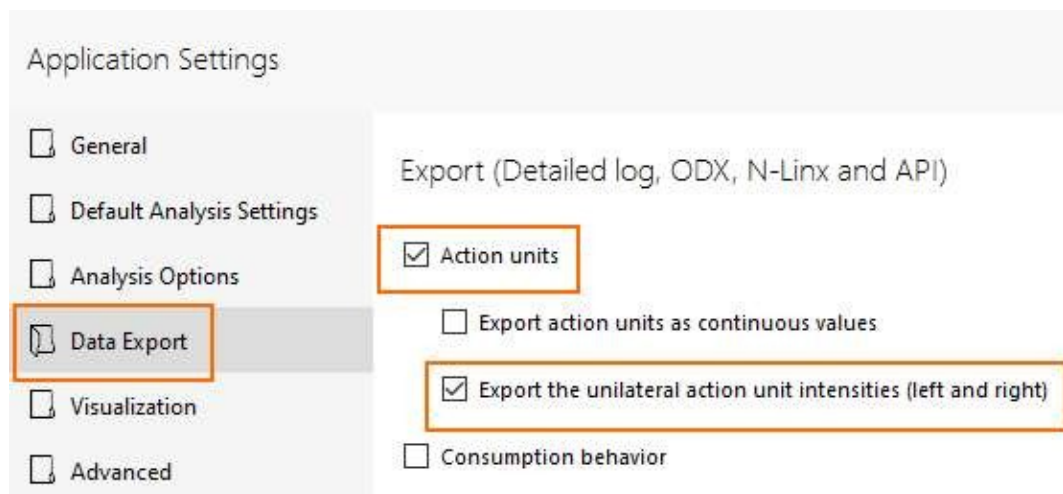 Application Settings
General
Default Analysis Settings
Analysis Options
Data Export
Visualization
Advanced
Export (Detailed log, ODX, N-Linx and API)
Action units
Export action units as continuous values
Export the unilateral action unit intensities (left and right)
Consumption behavior